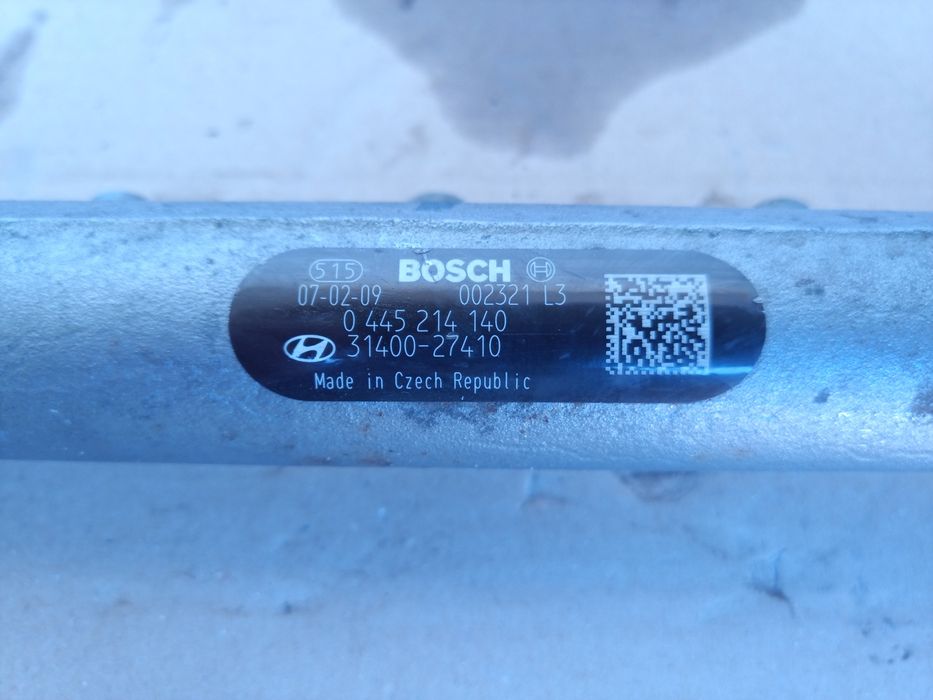 515 BOSCH
07-02-09 002321 L3
0 445 214 140
31400-27410
Made in Czech Republic